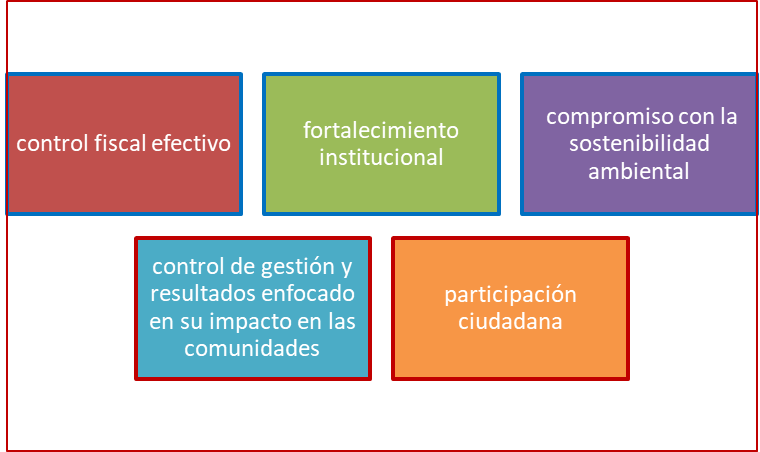 control fiscal efectivo
fortalecimiento
institucional
compromiso con la
sostenibilidad
ambiental
control de gestión y
resultados enfocado
en su impacto en las
comunidades
participación
ciudadana